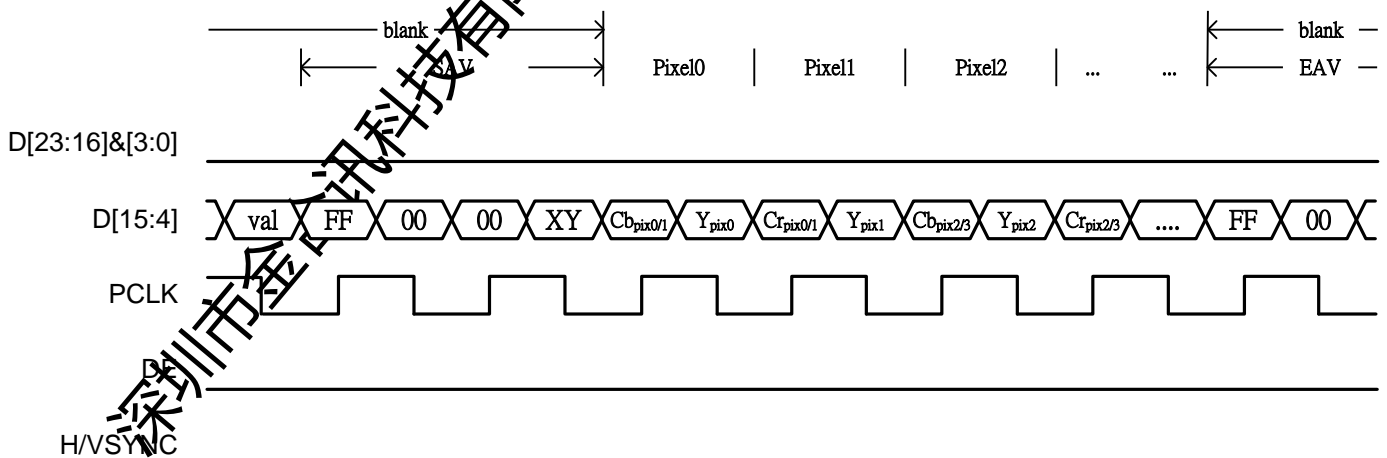 blank blank
SAV Pixel0 Pixel1 Pixel2 ... ... EAV
D[23:16]&[3:0]
D[15:4] val FF 00 00 XY Cbpix0/1 Ypix0 Crpix0/1 Ypix1 Cbpix2/3 Ypix2 Crpix2/3 .... FF 00
PCLK
DE
H/VSYNC
深圳市金合讯科技有